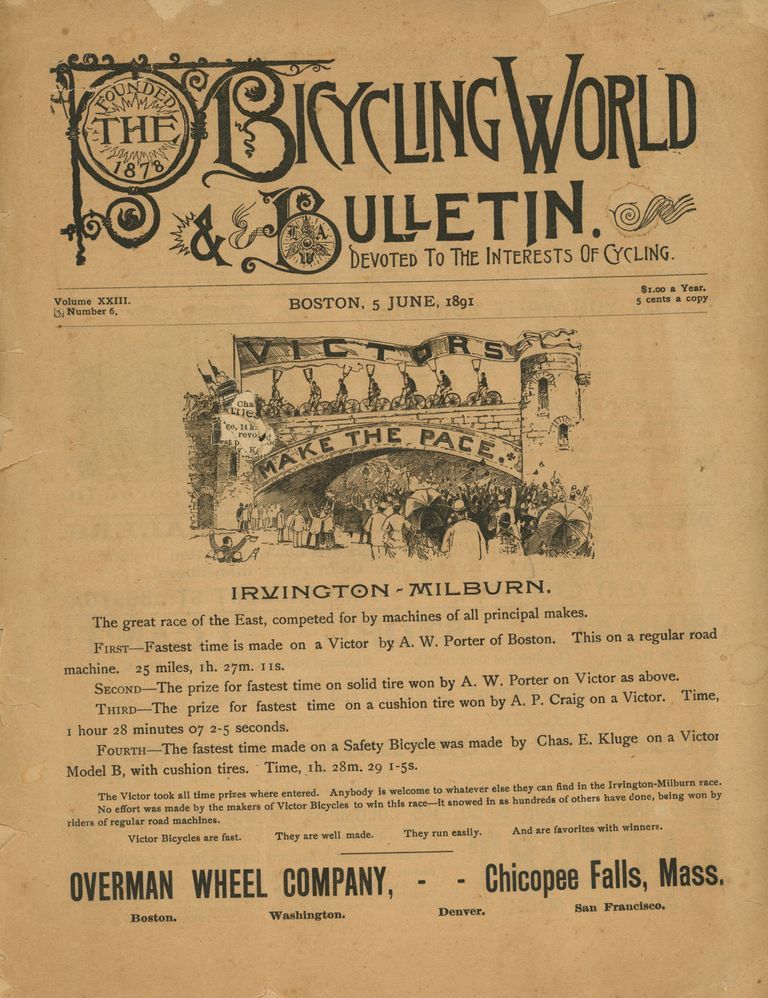 FOUNDED
THE
1878
BICYCLING WORLD
& BULLETIN.
L A W
DEVOTED TO THE INTERESTS OF CYCLING.
Volume XXIII.
Number 6.
BOSTON, 5 JUNE, 1891
$1.00 a Year.
5 cents a copy
VICTORS
MAKE THE PACE.
IRVINGTON-MILBURN.
The great race of the East, competed for by machines of all principal makes.
FIRST—Fastest time is made on a Victor by A. W. Porter of Boston. This on a regular road
machine. 25 miles, 1h. 27m. 11s.
SECOND—The prize for fastest time on solid tire won by A. W. Porter on Victor as above.
THIRD—The prize for fastest time on a cushion tire won by A. P. Craig on a Victor. Time,
1 hour 28 minutes 07 2-5 seconds.
FOURTH—The fastest time made on a Safety Bicycle was made by Chas. E. Kluge on a Victor
Model B, with cushion tires. Time, 1h. 28m. 29 1-5s.
The Victor took all time prizes where entered. Anybody is welcome to whatever else they can find in the Irvington-Milburn race.
No effort was made by the makers of Victor Bicycles to win this race—it snowed in as hundreds of others have done, being won by
riders of regular road machines.
Victor Bicycles are fast. They are well made. They run easily. And are favorites with winners.
OVERMAN WHEEL COMPANY, - - Chicopee Falls, Mass.
Boston. Washington. Denver. San Francisco.